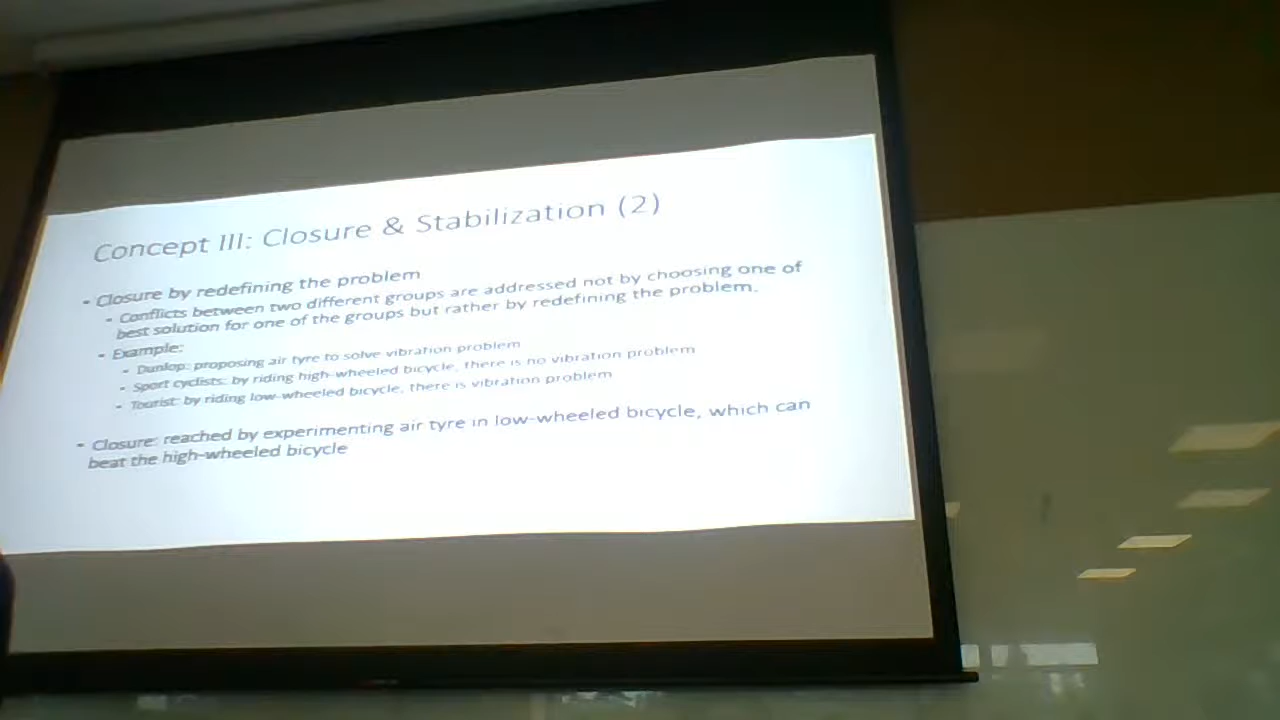 Concept III: Closure & Stabilization (2)
• Closure by redefining the problem
• Conflicts between two different groups are addressed not by choosing one of
best solution for one of the groups but rather by redefining the problem.
• Example:
• Dunlop: proposing air tyre to solve vibration problem
• Sport cyclists: by riding high-wheeled bicycle, there is no vibration problem
• Tourist: by riding low-wheeled bicycle, there is vibration problem
• Closure: reached by experimenting air tyre in low-wheeled bicycle, which can
beat the high-wheeled bicycle